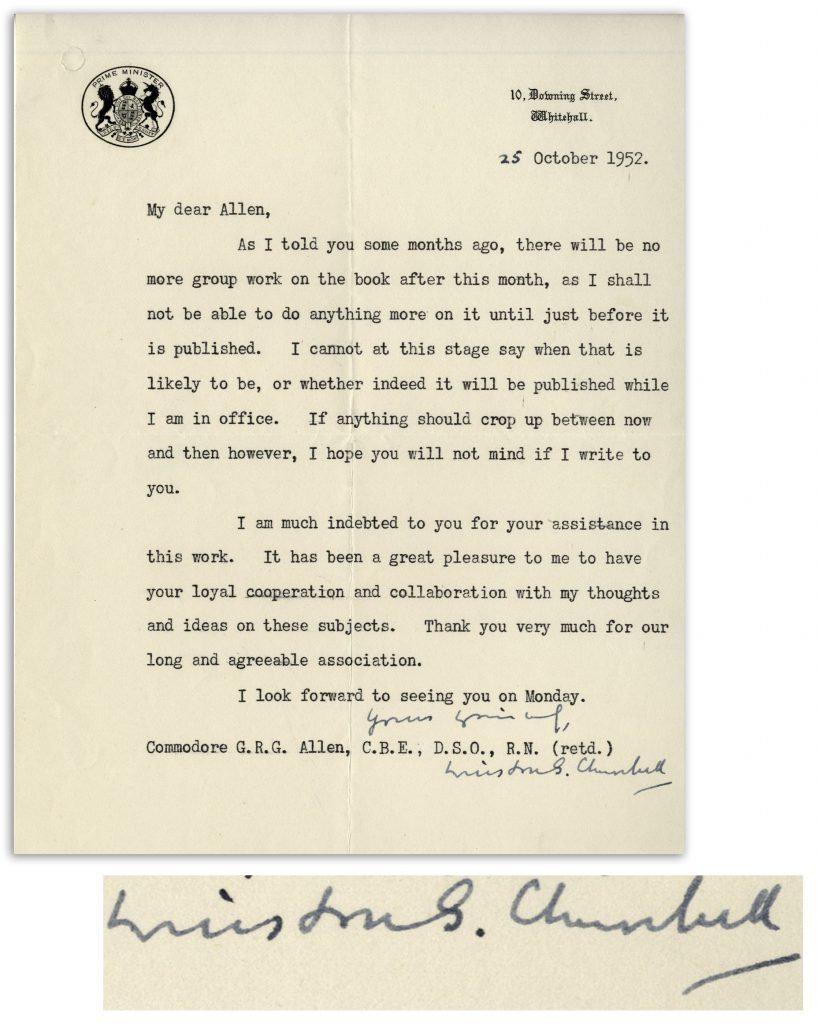 PRIME MINISTER
10, Downing Street,
Whitehall.
25 October 1952.
My dear Allen,
As I told you some months ago, there will be no
more group work on the book after this month, as I shall
not be able to do anything more on it until just before it
is published. I cannot at this stage say when that is
likely to be, or whether indeed it will be published while
I am in office. If anything should crop up between now
and then however, I hope you will not mind if I write to
you.
I am much indebted to you for your assistance in
this work. It has been a great pleasure to me to have
your loyal cooperation and collaboration with my thoughts
and ideas on these subjects. Thank you very much for our
long and agreeable association.
I look forward to seeing you on Monday.
Yours
Commodore G.R.G. Allen, C.B.E., D.S.O., R.N. (retd.)
Winston S. Churchill
Winston S. Churchill